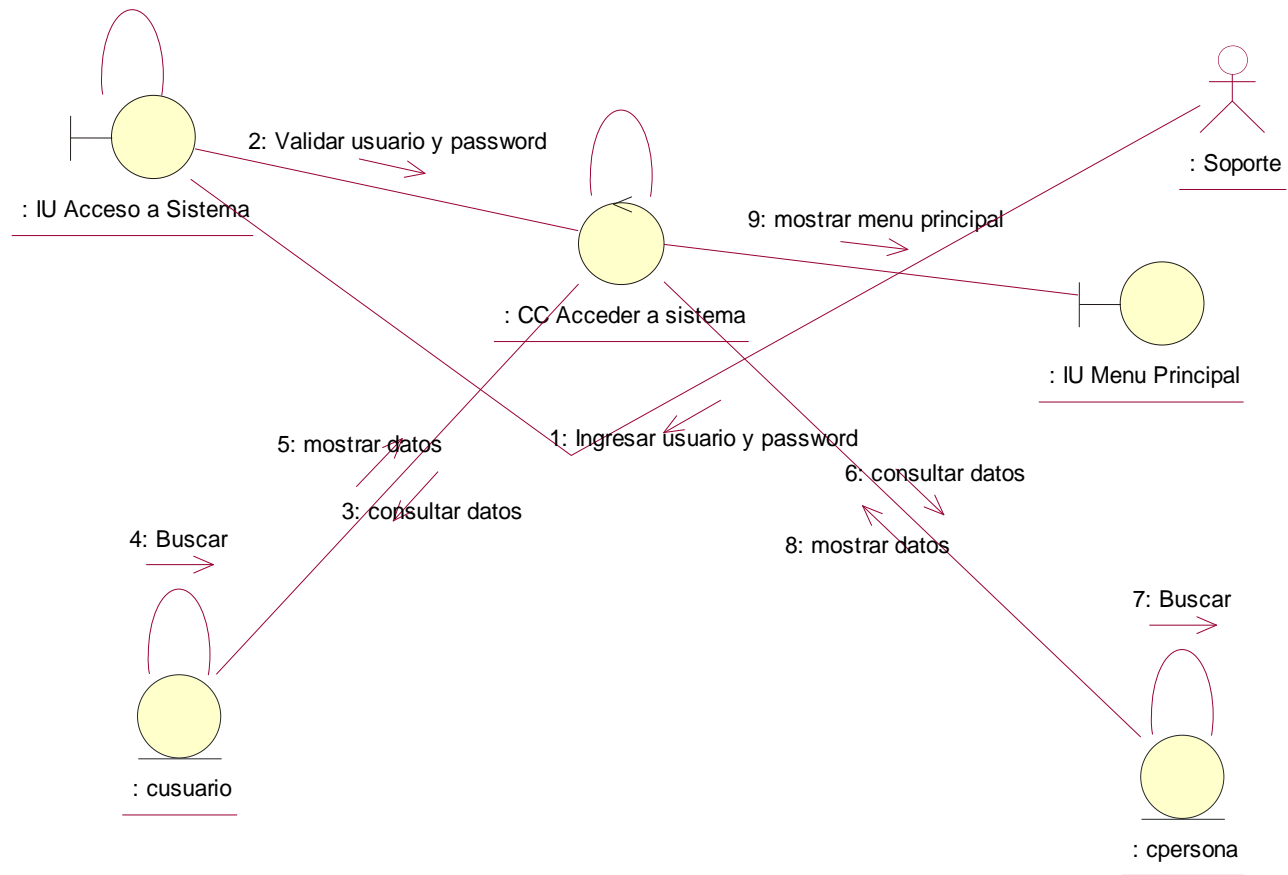 2: Validar usuario y password
: Soporte
: IU Acceso a Sistema
9: mostrar menu principal
: CC Acceder a sistema
: IU Menu Principal
5: mostrar datos
1: Ingresar usuario y password
6: consultar datos
3: consultar datos
4: Buscar
8: mostrar datos
7: Buscar
: cusuario
: cpersona